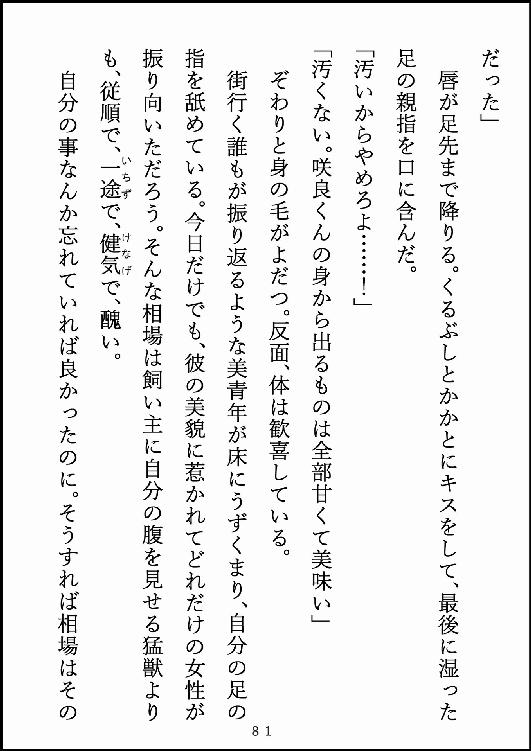 だった」
唇が足先まで降りる。くるぶしとかかとにキスをして、最後に湿った
足の親指を口に含んだ。
「汚いからやめろよ……！」
「汚くない。咲良くんの身から出るものは全部甘くて美味い」
ぞわりと身の毛がよだつ。反面、体は歓喜している。
街行く誰もが振り返るような美青年が床にうずくまり、自分の足の
指を舐めている。今日だけでも、彼の美貌に惹かれてどれだけの女性が
振り向いただろう。そんな相場は飼い主に自分の腹を見せる猛獣より
も、従順で、一途で、健気で、醜い。
いちず
けなげ
自分の事なんか忘れていれば良かったのに。そうすれば相場はその
81